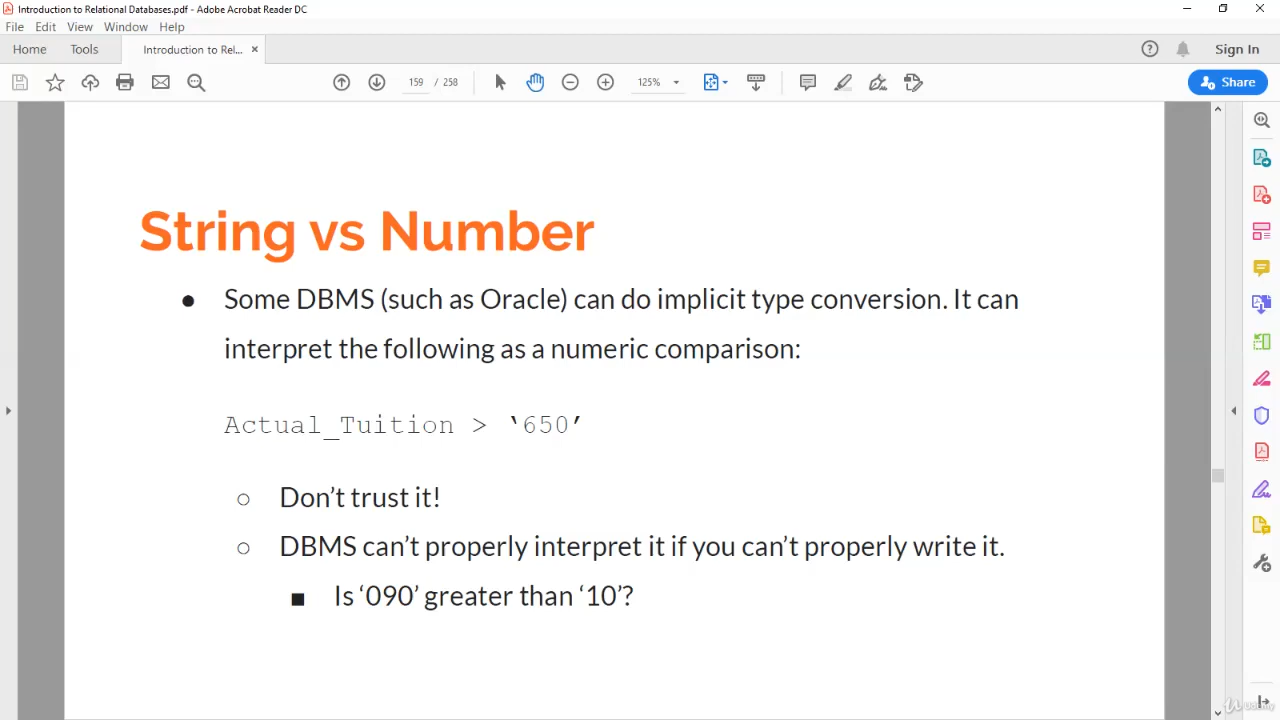 Introduction to Relational Databases.pdf - Adobe Acrobat Reader DC
File Edit View Window Help
Home Tools Introduction to Rel... × Sign In
159 / 258 125% Share
String vs Number
● Some DBMS (such as Oracle) can do implicit type conversion. It can
interpret the following as a numeric comparison:
Actual_Tuition > ‘650’
○ Don’t trust it!
○ DBMS can’t properly interpret it if you can’t properly write it.
■ Is ‘090’ greater than ‘10’?
Udemy